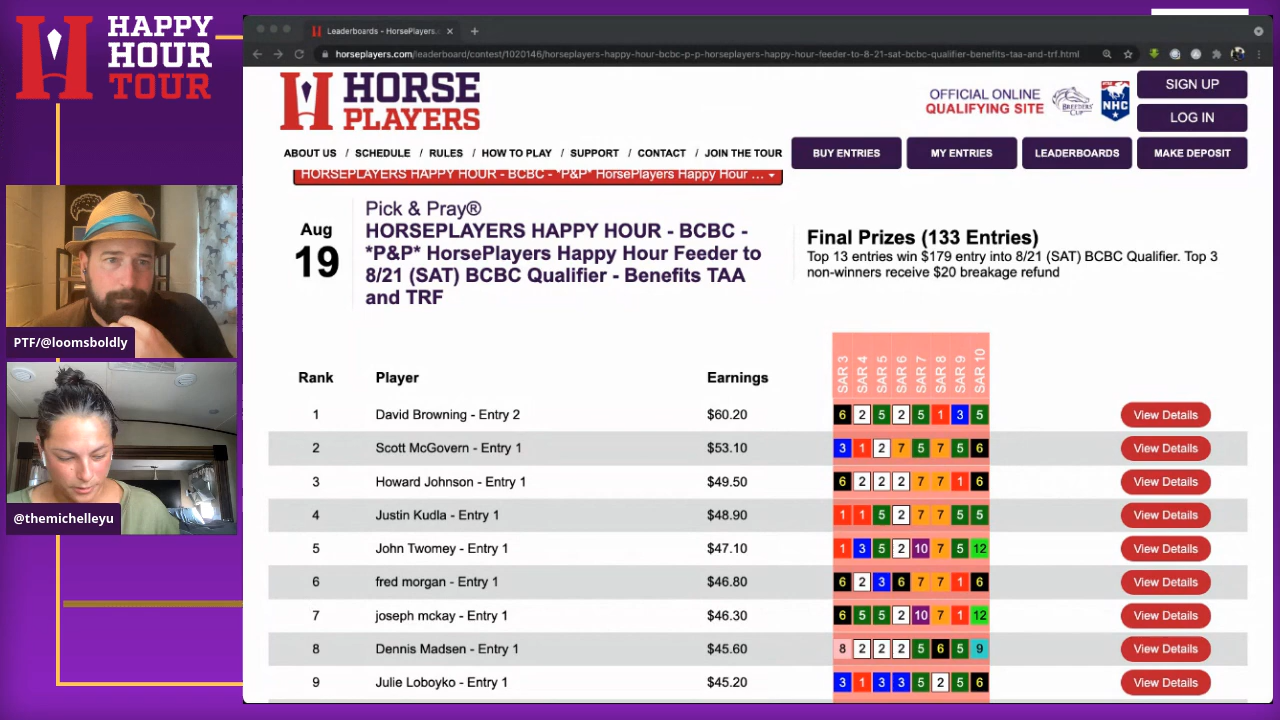 HAPPY
HOUR
TOUR
Leaderboards - HorsePlayers.
horseplayers.com/leaderboard/contest/1020146/horseplayers-happy-hour-bcbc-p-p-horseplayers-happy-hour-feeder-to-8-21-sat-bcbc-qualifier-benefits-taa-and-trf.html
HORSE
PLAYERS
OFFICIAL ONLINE
QUALIFYING SITE
BREEDERS'
CUP
NHC
SIGN UP
LOG IN
ABOUT US / SCHEDULE / RULES / HOW TO PLAY / SUPPORT / CONTACT / JOIN THE TOUR
BUY ENTRIES MY ENTRIES LEADERBOARDS MAKE DEPOSIT
HORSEPLAYERS HAPPY HOUR - BCBC - *P&P* HorsePlayers Happy Hour ...
Aug
19
Pick & Pray®
HORSEPLAYERS HAPPY HOUR - BCBC -
*P&P* HorsePlayers Happy Hour Feeder to
8/21 (SAT) BCBC Qualifier - Benefits TAA
and TRF
Final Prizes (133 Entries)
Top 13 entries win $179 entry into 8/21 (SAT) BCBC Qualifier. Top 3
non-winners receive $20 breakage refund
Rank Player Earnings SAR 3 SAR 4 SAR 5 SAR 6 SAR 7 SAR 8 SAR 9 SAR 10
1 David Browning - Entry 2 $60.20 6 2 5 2 5 1 3 5 View Details
2 Scott McGovern - Entry 1 $53.10 3 1 2 7 5 7 5 6 View Details
3 Howard Johnson - Entry 1 $49.50 6 2 2 2 7 7 1 6 View Details
4 Justin Kudla - Entry 1 $48.90 1 1 5 2 7 7 5 5 View Details
5 John Twomey - Entry 1 $47.10 1 3 5 2 10 7 5 12 View Details
6 fred morgan - Entry 1 $46.80 6 2 3 6 7 7 1 6 View Details
7 joseph mckay - Entry 1 $46.30 6 5 5 2 10 7 1 12 View Details
8 Dennis Madsen - Entry 1 $45.60 8 2 2 2 5 6 5 9 View Details
9 Julie Loboyko - Entry 1 $45.20 3 1 3 3 5 2 5 6 View Details
PTF/@loomsboldly
@themichelleyu